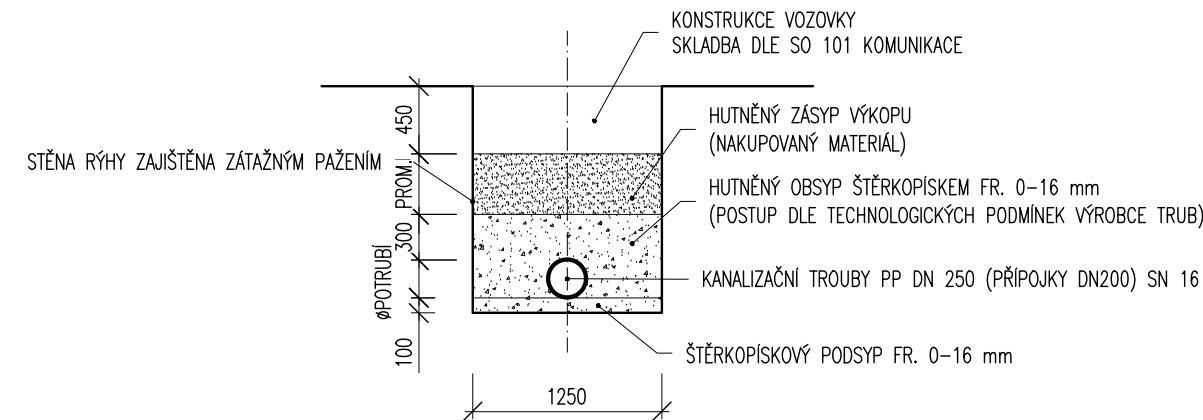 KONSTRUKCE VOZOVKY
SKLADBA DLE SO 101 KOMUNIKACE
HUTNĚNÝ ZÁSYP VÝKOPU
(NAKUPOVANÝ MATERIÁL)
STĚNA RÝHY ZAJIŠTĚNA ZÁTAŽNÝM PAŽENÍM
HUTNĚNÝ OBSYP ŠTĚRKOPÍSKEM FR. 0-16 mm
(POSTUP DLE TECHNOLOGICKÝCH PODMÍNEK VÝROBCE TRUB)
KANALIZAČNÍ TROUBY PP DN 250 (PŘÍPOJKY DN200) SN 16
ŠTĚRKOPÍSKOVÝ PODSYP FR. 0-16 mm
450
PROM.
300
øPOTRUBÍ
100
1250